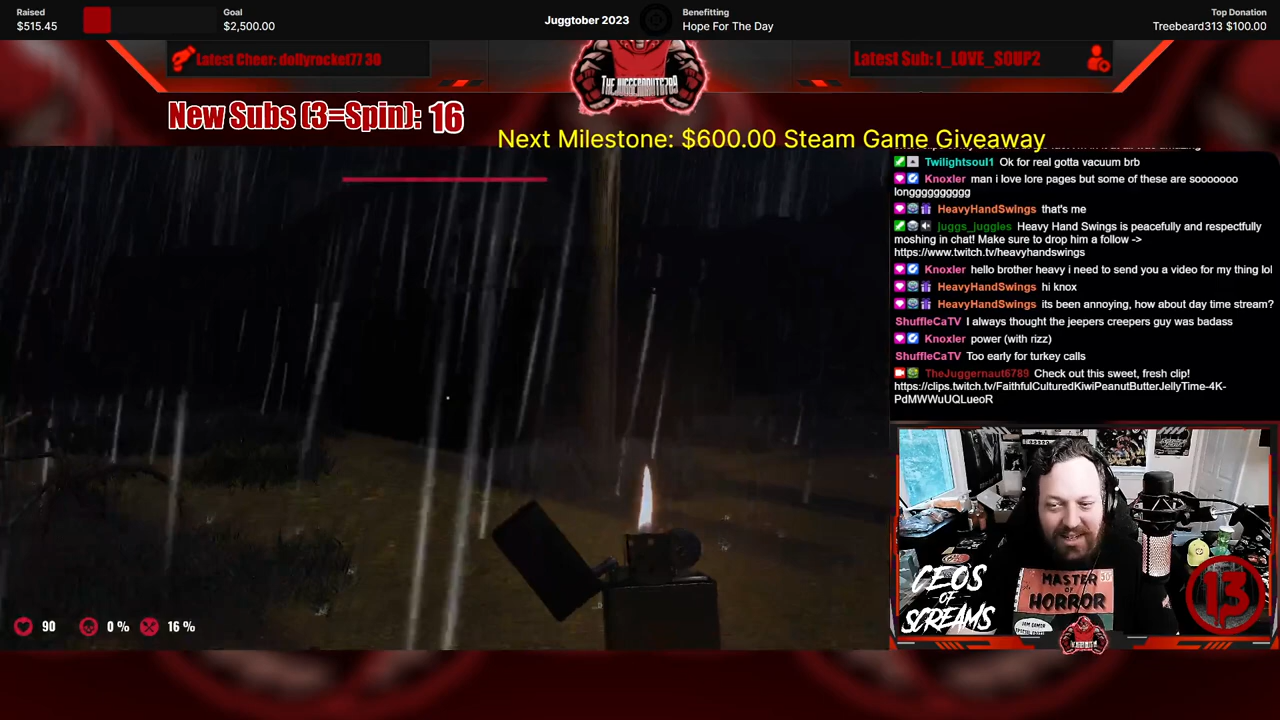 Raised
$515.45
Goal
$2,500.00
Juggtober 2023
Benefitting
Hope For The Day
Top Donation
Treebeard313 $100.00
Latest Cheer: dollyrocket77 30
THEJUGGERNAUT6789
Latest Sub: I_LOVE_SOUP2
New Subs (3=Spin): 16
Next Milestone: $600.00 Steam Game Giveaway
Twilightsoul1 Ok for real gotta vacuum brb
Knoxler man i love lore pages but some of these are sooooooo
longgggggggggg
HeavyHandSwings that's me
juggs_juggles Heavy Hand Swings is peacefully and respectfully
moshing in chat! Make sure to drop him a follow ->
https://www.twitch.tv/heavyhandswings
Knoxler hello brother heavy i need to send you a video for my thing lol
HeavyHandSwings hi knox
HeavyHandSwings its been annoying, how about day time stream?
ShuffleCaTV I always thought the jeepers creepers guy was badass
Knoxler power (with rizz)
ShuffleCaTV Too early for turkey calls
TheJuggernaut6789 Check out this sweet, fresh clip!
https://clips.twitch.tv/FaithfulCulturedKiwiPeanutButterJellyTime-4K-
PdMWWuUQLueoR
CEOS
OF
SCREAMS
MASTER
OF
HORROR
13
90
0 %
16 %